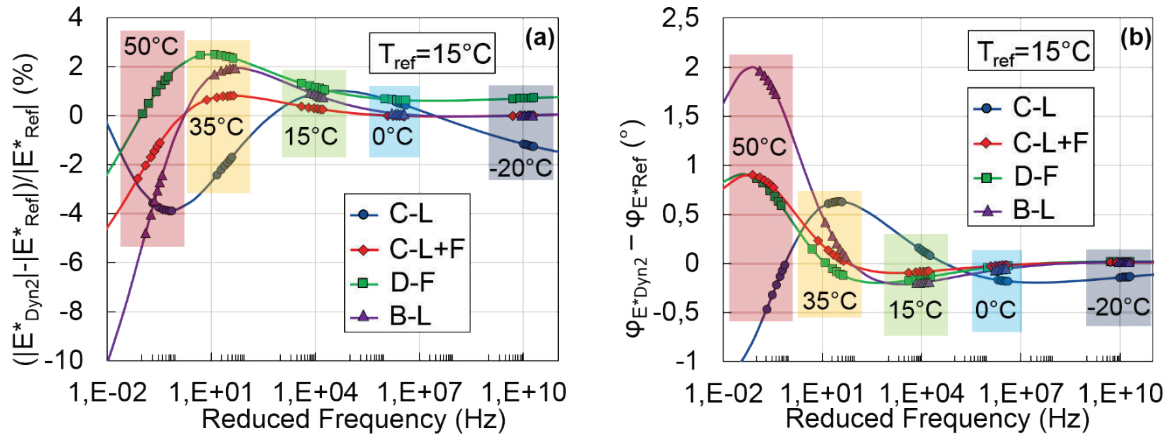 (|E*Dyn2|-|E*Ref|)/|E*Ref| (%)
4
2
0
-2
-4
-6
-8
-10
50°C
35°C
15°C
0°C
-20°C
Tref=15°C
(a)
C-L
C-L+F
D-F
B-L
1,E-02 1,E+01 1,E+04 1,E+07 1,E+10
Reduced Frequency (Hz)
φE*Dyn2 – φE*Ref (°)
2,5
2
1,5
1
0,5
0
-0,5
-1
50°C
35°C
15°C
0°C
-20°C
Tref=15°C
(b)
C-L
C-L+F
D-F
B-L
1,E-02 1,E+01 1,E+04 1,E+07 1,E+10
Reduced Frequency (Hz)